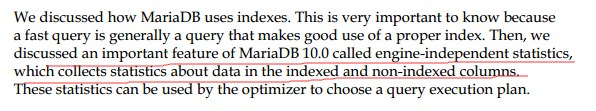 We discussed how MariaDB uses indexes. This is very important to know because
a fast query is generally a query that makes good use of a proper index. Then, we
discussed an important feature of MariaDB 10.0 called engine-independent statistics,
which collects statistics about data in the indexed and non-indexed columns.
These statistics can be used by the optimizer to choose a query execution plan.